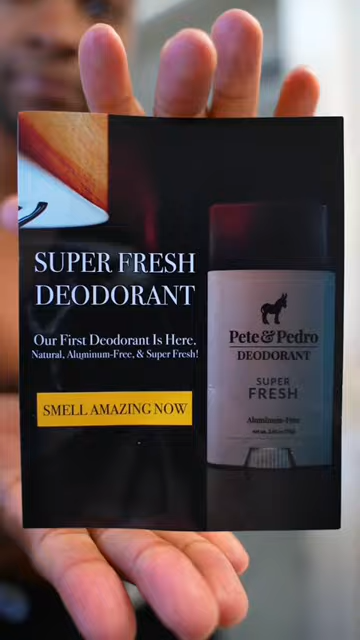 SUPER FRESH
DEODORANT
Our First Deodorant Is Here.
Natural, Aluminum-Free, & Super Fresh!
SMELL AMAZING NOW
Pete & Pedro
DEODORANT
SUPER
FRESH
Aluminum-Free